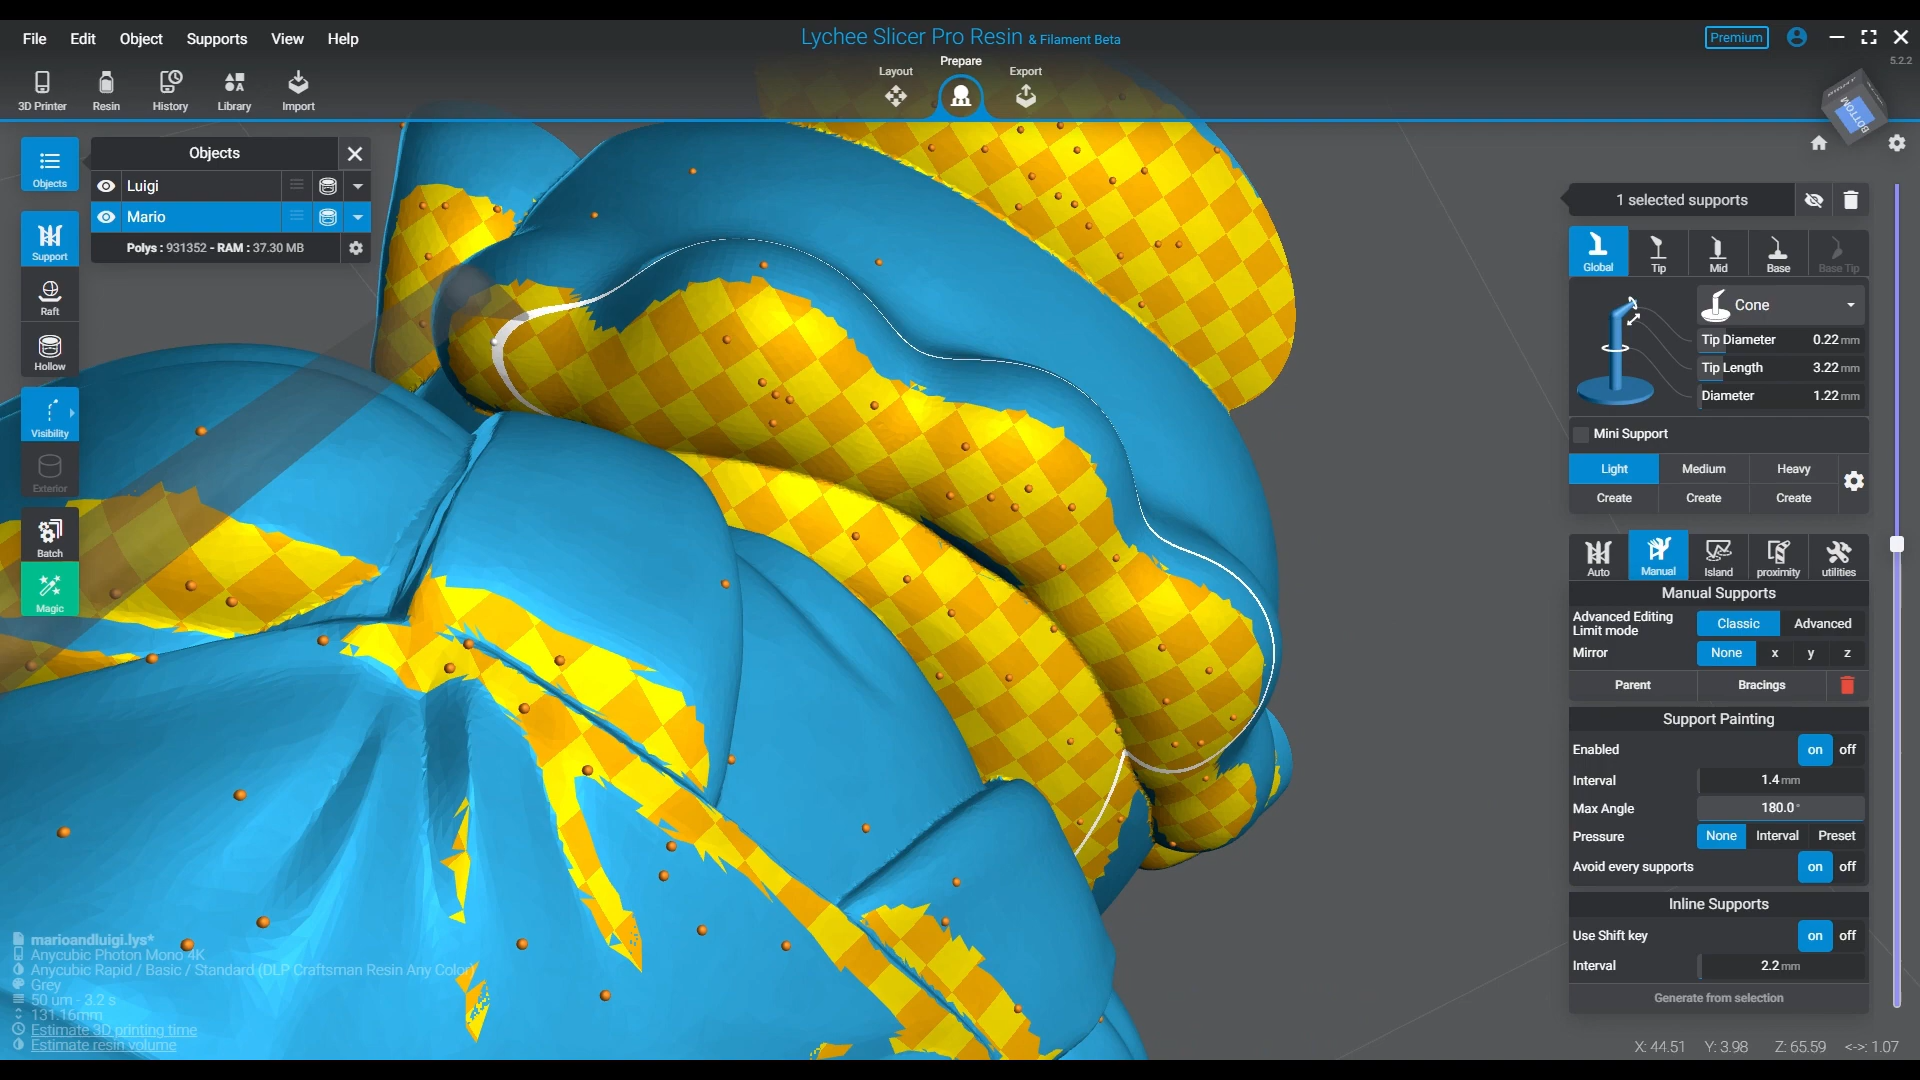 File Edit Object Supports View Help
Lychee Slicer Pro Resin & Filament Beta
Premium
5.2.2
3D Printer Resin History Library Import
Layout Prepare Export
BOTTOM
Objects
Objects
Luigi
Mario
Polys : 931352 - RAM : 37.30 MB
Support
Raft
Hollow
Visibility
Exterior
Batch
Magic
1 selected supports
Global Tip Mid Base Base Tip
Cone
Tip Diameter 0.22 mm
Tip Length 3.22 mm
Diameter 1.22 mm
Mini Support
Light Medium Heavy
Create Create Create
Auto Manual Island proximity utilities
Manual Supports
Advanced Editing
Limit mode
Classic Advanced
Mirror None x y z
Parent Bracings
Support Painting
Enabled on off
Interval 1.4 mm
Max Angle 180.0 °
Pressure None Interval Preset
Avoid every supports on off
Inline Supports
Use Shift key on off
Interval 2.2 mm
Generate from selection
marioandluigi.lys*
Anycubic Photon Mono 4K
Anycubic Rapid / Basic / Standard (DLP Craftsman Resin Any Color)
Grey
50 um - 3.2 s
131.16mm
Estimate 3D printing time
Estimate resin volume
X: 44.51 Y: 3.98 Z: 65.59 <->: 1.07